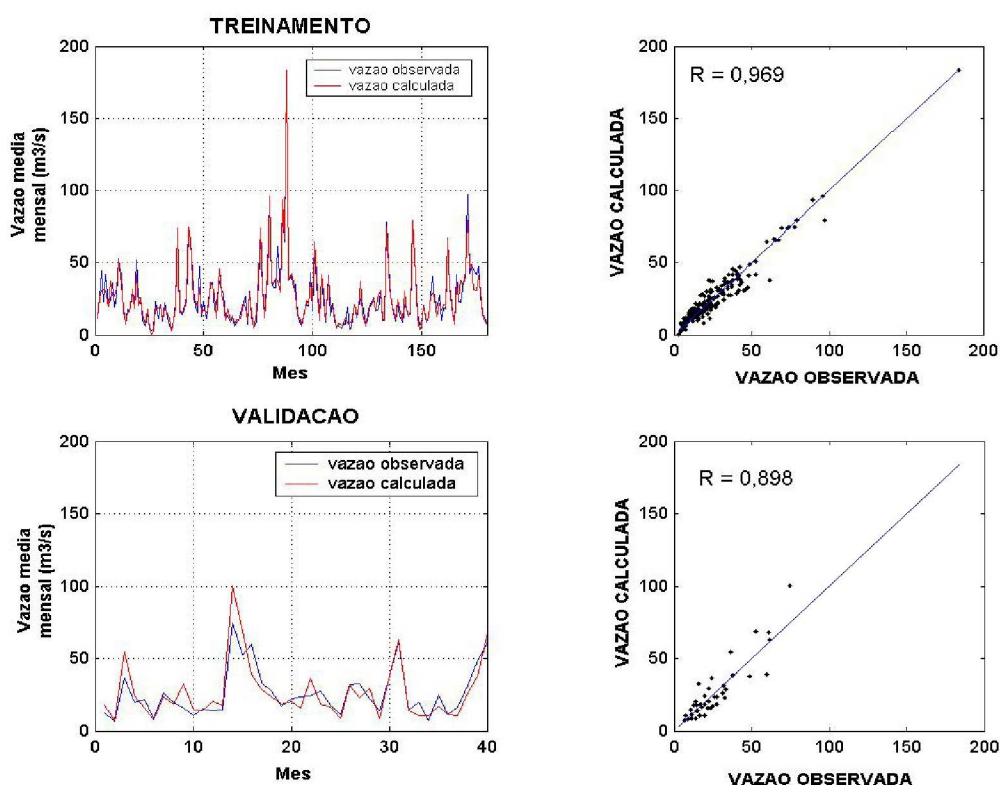 TREINAMENTO
200
150
100
50
0
Vazao media
mensal (m3/s)
vazao observada
vazao calculada
0
50
100
150
Mes
200
150
100
50
0
VAZAO CALCULADA
R = 0,969
0
50
100
150
200
VAZAO OBSERVADA
VALIDACAO
200
150
100
50
0
Vazao media
mensal (m3/s)
vazao observada
vazao calculada
0
10
20
30
40
Mes
200
150
100
50
0
VAZAO CALCULADA
R = 0,898
0
50
100
150
200
VAZAO OBSERVADA